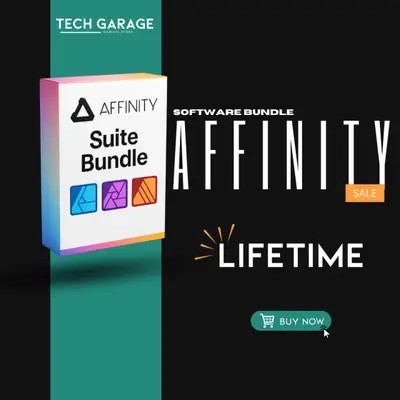 TECH GARAGE
AFFINITY
Suite
Bundle
SOFTWARE BUNDLE
AFFINITY
SALE
LIFETIME
BUY NOW